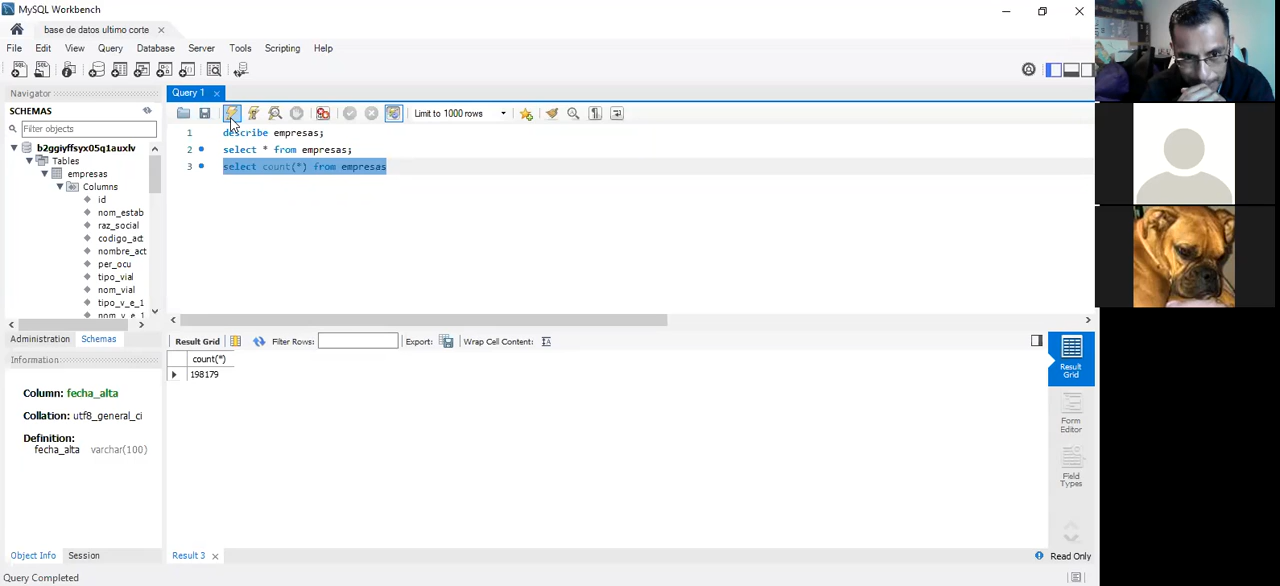 MySQL Workbench
base de datos ultimo corte
File Edit View Query Database Server Tools Scripting Help
Navigator
SCHEMAS
Filter objects
b2ggiyffsyx05q1auxlv
Tables
empresas
Columns
id
nom_estab
raz_social
codigo_act
nombre_act
per_ocu
tipo_vial
nom_vial
tipo_v_e_1
nom_v_e_1
Administration Schemas
Information
Column: fecha_alta
Collation: utf8_general_ci
Definition:
fecha_alta varchar(100)
Object Info Session
Query Completed
Query 1
Limit to 1000 rows
1 describe empresas;
2 select * from empresas;
3 select count(*) from empresas
Result Grid Filter Rows: Export: Wrap Cell Content:
count(*)
198179
Result Grid
Form Editor
Field Types
Result 3
Read Only